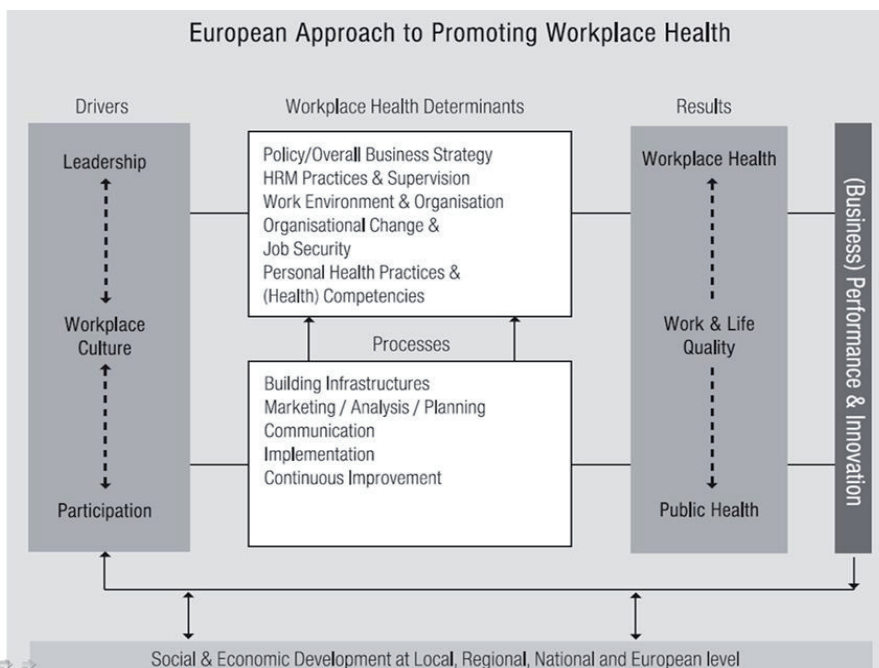 European Approach to Promoting Workplace Health
Drivers
Workplace Health Determinants
Results
Leadership
Workplace
Culture
Participation
Policy/Overall Business Strategy
HRM Practices & Supervision
Work Environment & Organisation
Organisational Change &
Job Security
Personal Health Practices &
(Health) Competencies
Processes
Building Infrastructures
Marketing / Analysis / Planning
Communication
Implementation
Continuous Improvement
Workplace Health
Work & Life
Quality
Public Health
(Business) Performance & Innovation
Social & Economic Development at Local, Regional, National and European level